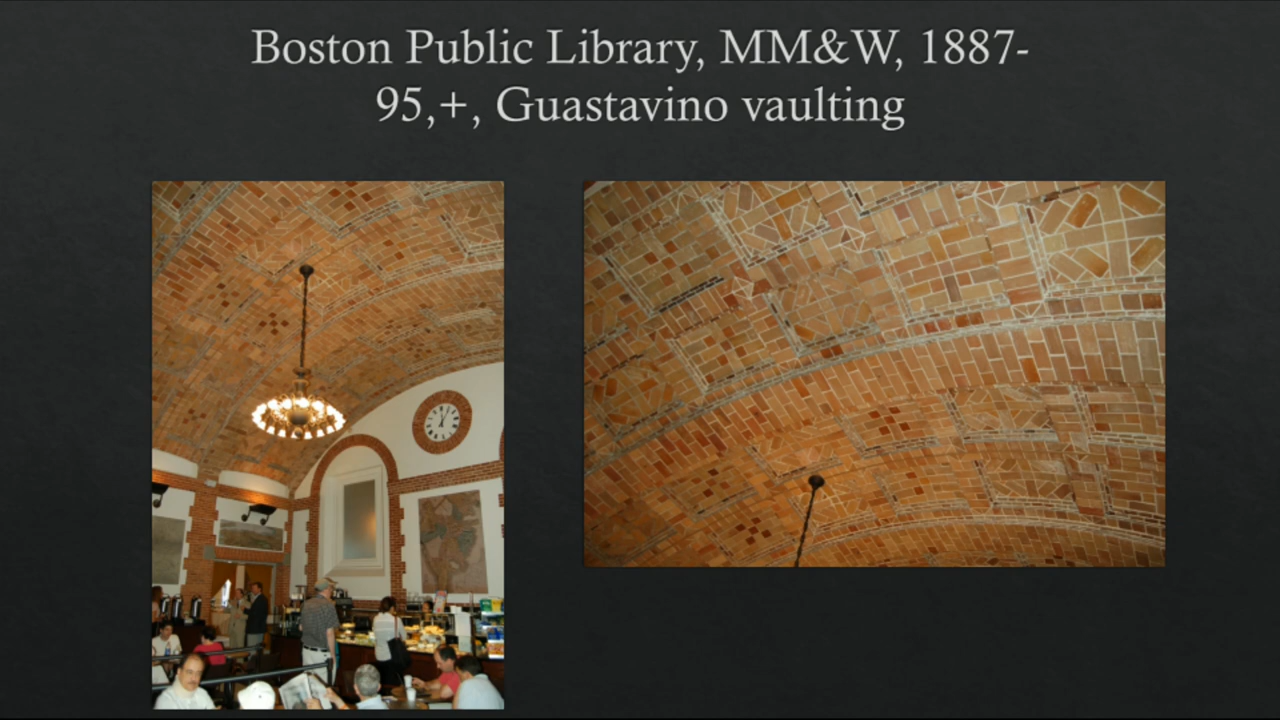 Boston Public Library, MM&W, 1887-
95,+, Guastavino vaulting